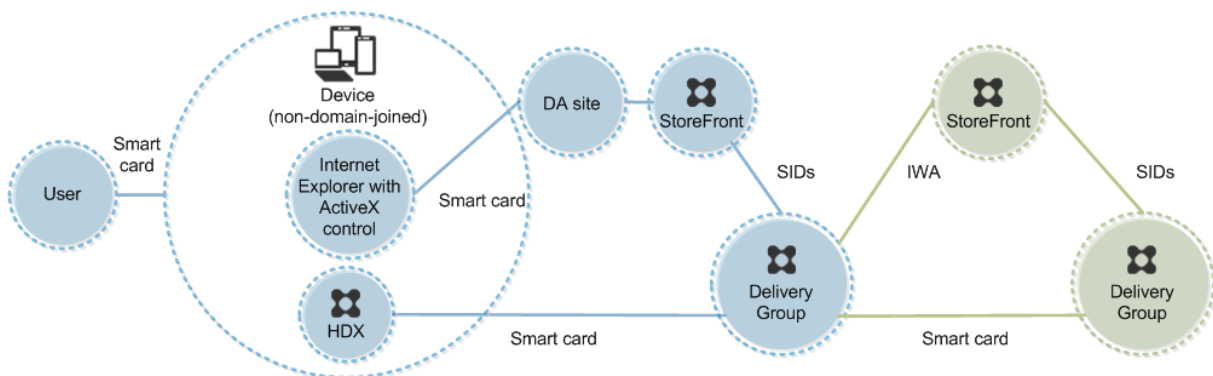 User
Smart
card
Device
(non-domain-joined)
Internet
Explorer with
ActiveX
control
HDX
Smart card
DA site
StoreFront
SIDs
Delivery
Group
Smart card
IWA
StoreFront
SIDs
Smart card
Delivery
Group